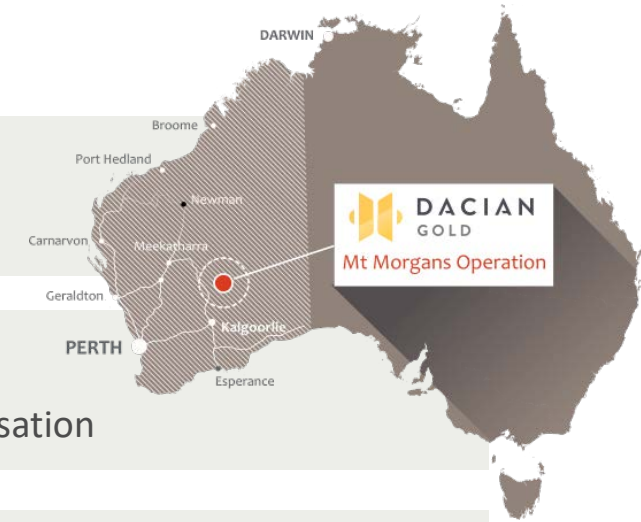 DARWIN
Broome
Port Hedland
Newman
DACIAN
GOLD
Mt Morgans Operation
Carnarvon
Meekatharra
Geraldton
Kalgoorlie
PERTH
Esperance
sation